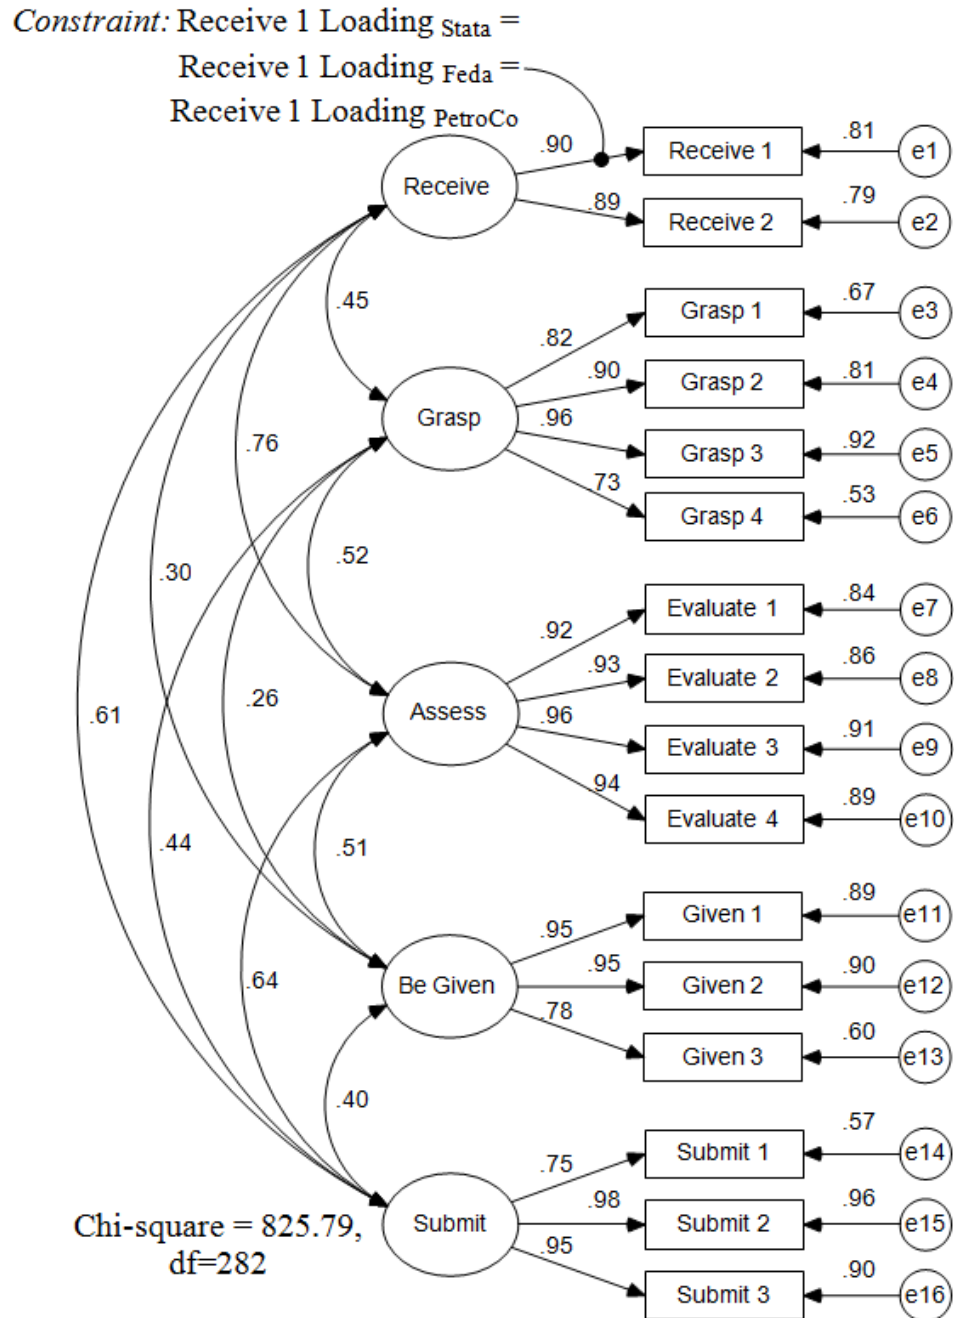 Constraint: Receive 1 Loading Stata =
Receive 1 Loading Feda =
Receive 1 Loading PetroCo
Receive
.90
Receive 1
.81
e1
.89
Receive 2
.79
e2
.45
Grasp
.82
Grasp 1
.67
e3
.90
Grasp 2
.81
e4
.96
Grasp 3
.92
e5
.73
Grasp 4
.53
e6
.76
.52
.30
Assess
.92
Evaluate 1
.84
e7
.93
Evaluate 2
.86
e8
.96
Evaluate 3
.91
e9
.94
Evaluate 4
.89
e10
.26
.61
.51
.44
Be Given
.95
Given 1
.89
e11
.95
Given 2
.90
e12
.78
Given 3
.60
e13
.64
.40
Submit
.75
Submit 1
.57
e14
.98
Submit 2
.96
e15
.95
Submit 3
.90
e16
Chi-square = 825.79,
df=282